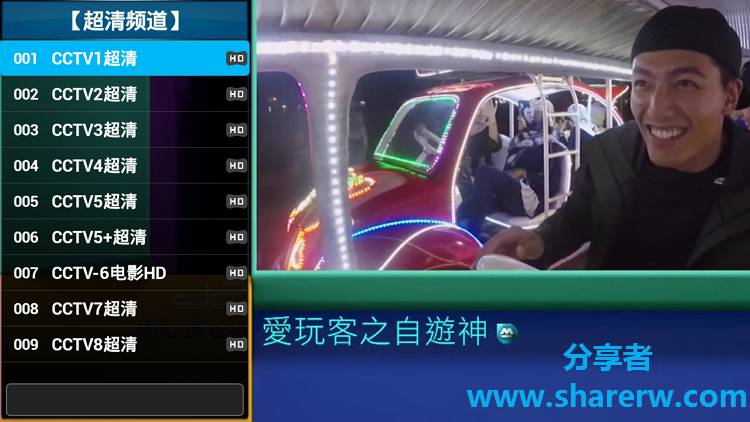 【超清频道】
001 CCTV1超清 HD
002 CCTV2超清 HD
003 CCTV3超清 HD
004 CCTV4超清 HD
005 CCTV5超清 HD
006 CCTV5+超清 HD
007 CCTV-6电影HD HD
008 CCTV7超清 HD
009 CCTV8超清 HD
愛玩客之自遊神
分享者
www.sharerw.com